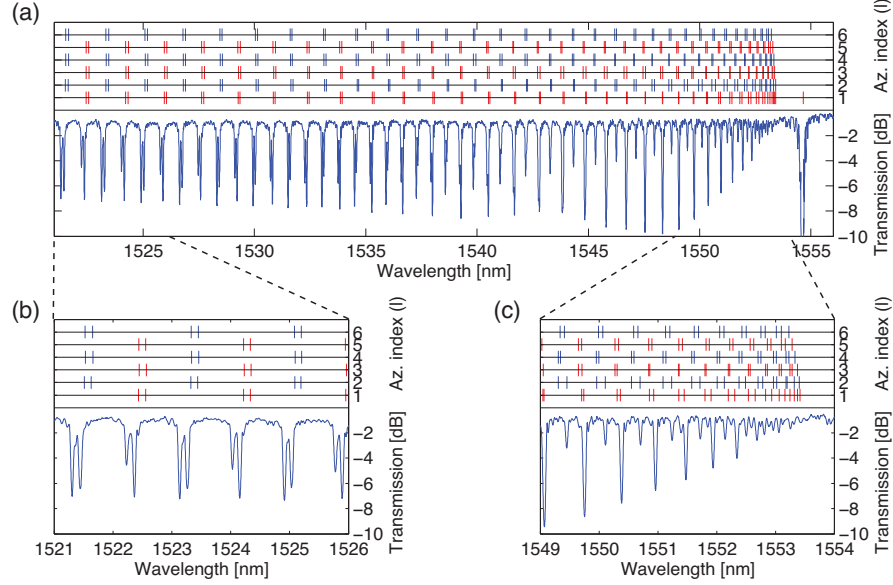 (a)
6
5
4
3
2
1
Az. index (l)
−2
−4
−6
−8
−10
Transmission [dB]
1525 1530 1535 1540 1545 1550 1555
Wavelength [nm]
(b)
6
5
4
3
2
1
Az. index (l)
−2
−4
−6
−8
−10
Transmission [dB]
1521 1522 1523 1524 1525 1526
Wavelength [nm]
(c)
6
5
4
3
2
1
Az. index (l)
−2
−4
−6
−8
−10
Transmission [dB]
1549 1550 1551 1552 1553 1554
Wavelength [nm]